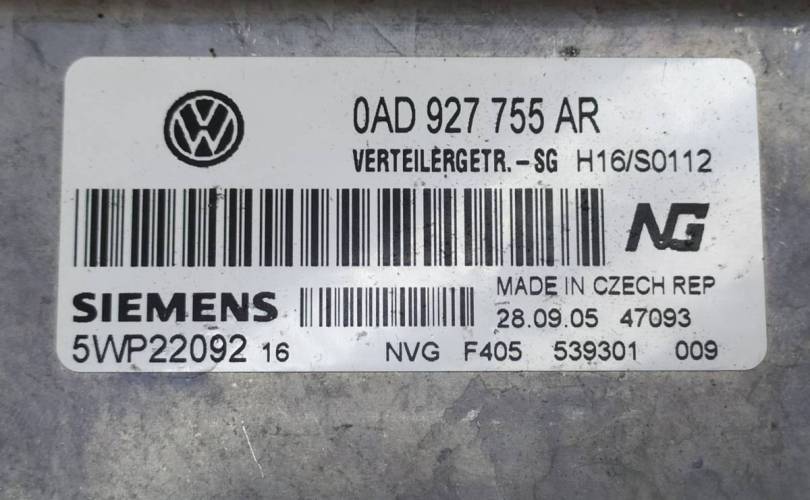 0AD 927 755 AR
VERTEILERGETR.-SG H16/S0112
NG
SIEMENS
MADE IN CZECH REP
28.09.05 47093
5WP22092 16 NVG F405 539301 009